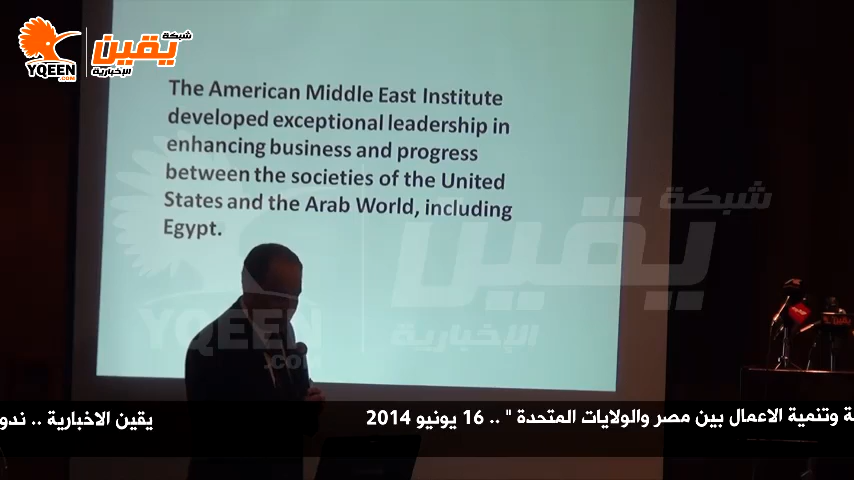 YQEEN
.COM
شبكة
يقين
الإخبارية
The American Middle East Institute
developed exceptional leadership in
enhancing business and progress
between the societies of the United
States and the Arab World, including
Egypt.
شبكة
يقين
الإخبارية
YQEEN
.COM
يقين
ة وتنمية الاعمال بين مصر والولايات المتحدة " .. 16 يونيو 2014
يقين الاخبارية .. ندو